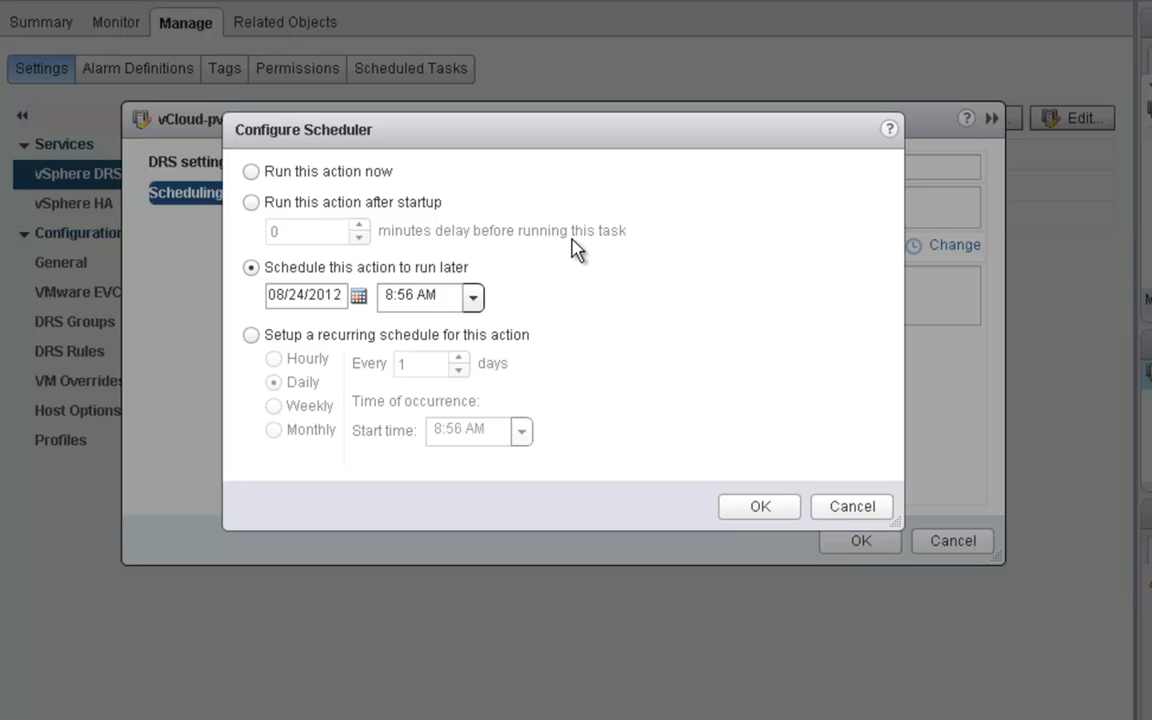 Summary Monitor Manage Related Objects
Settings Alarm Definitions Tags Permissions Scheduled Tasks
vCloud-pv
? Edit...
Configure Scheduler ?
Services
vSphere DRS
vSphere HA
Configuration
General
VMware EVC
DRS Groups
DRS Rules
VM Overrides
Host Options
Profiles
DRS setting
Scheduling
Change
Run this action now
Run this action after startup
0 minutes delay before running this task
Schedule this action to run later
08/24/2012 8:56 AM
Setup a recurring schedule for this action
Hourly
Daily
Weekly
Monthly
Every 1 days
Time of occurrence:
Start time: 8:56 AM
OK Cancel
OK Cancel